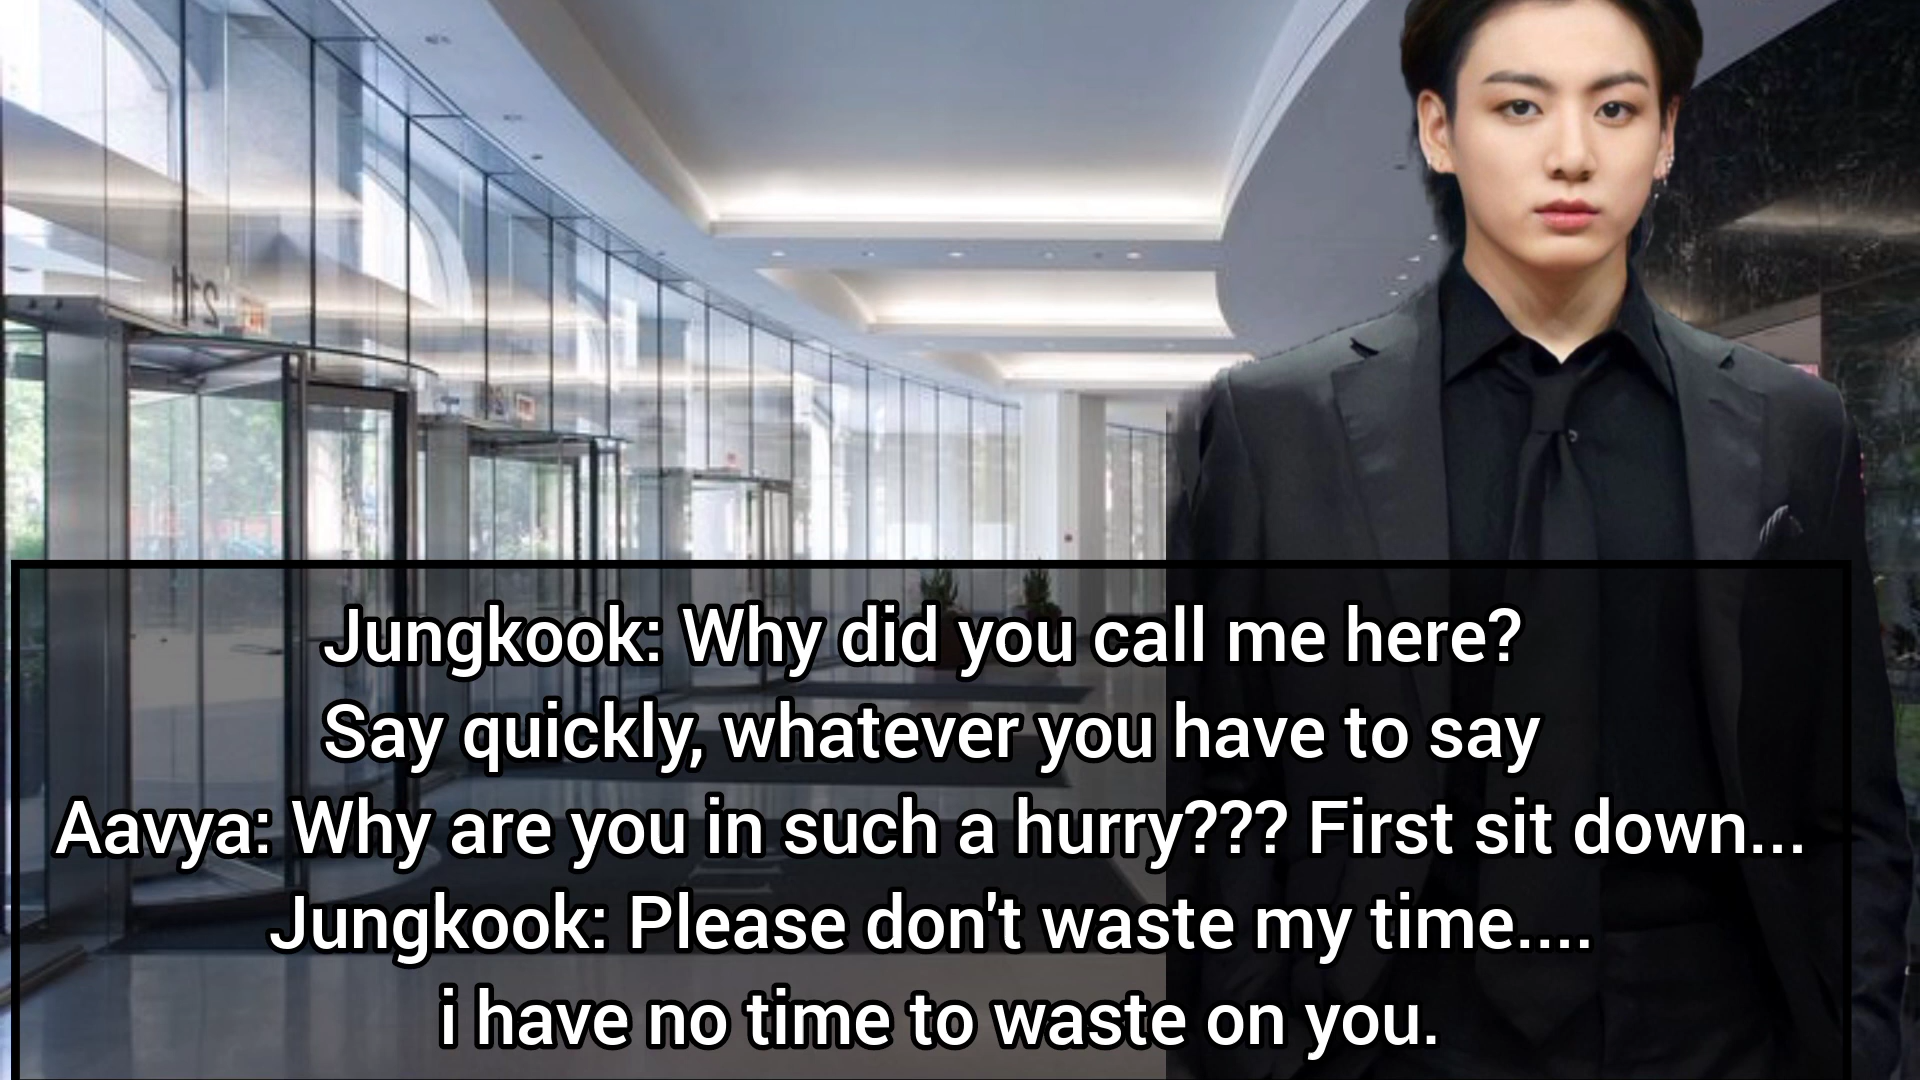 Jungkook: Why did you call me here?
Say quickly, whatever you have to say
Aavya: Why are you in such a hurry??? First sit down...
Jungkook: Please don't waste my time....
i have no time to waste on you.